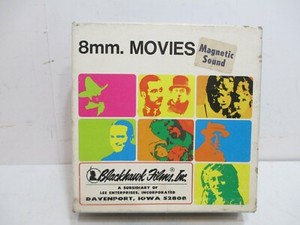 8mm. MOVIES
Magnetic
Sound
Blackhawk Films, Inc.
A SUBSIDIARY OF
LEE ENTERPRISES, INCORPORATED
DAVENPORT, IOWA 52808